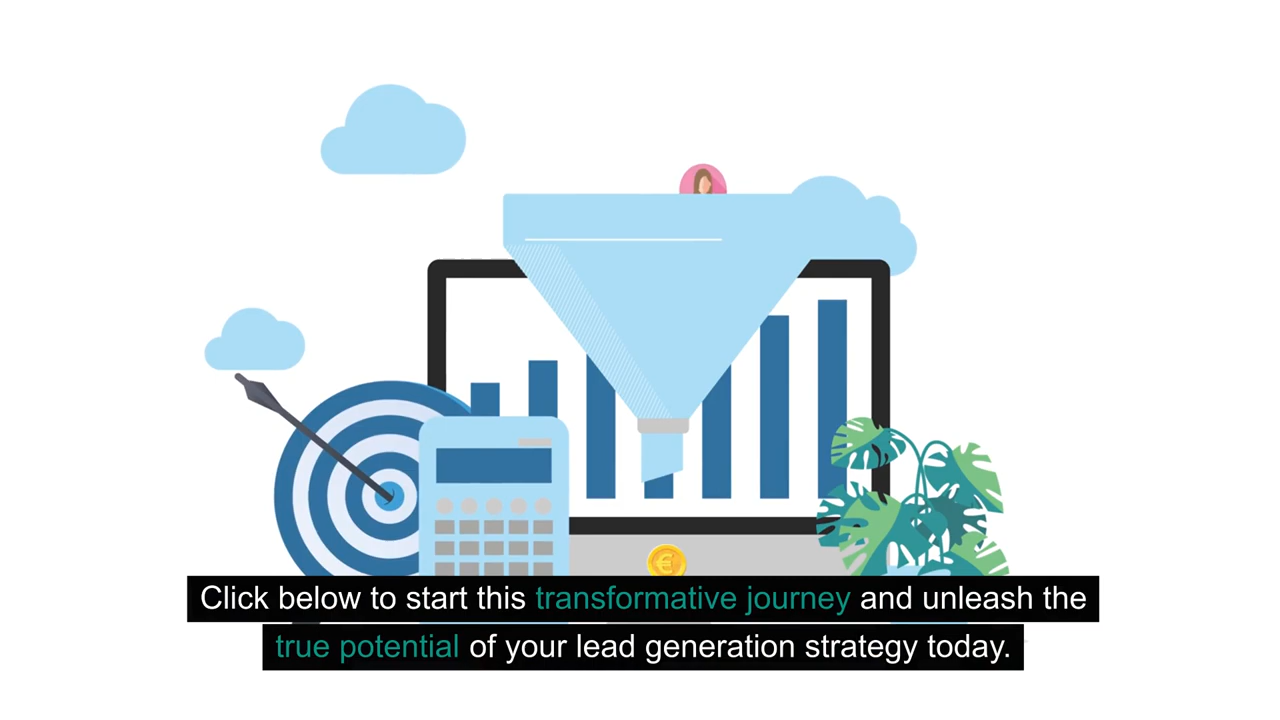 Click below to start this transformative journey and unleash the
true potential of your lead generation strategy today.